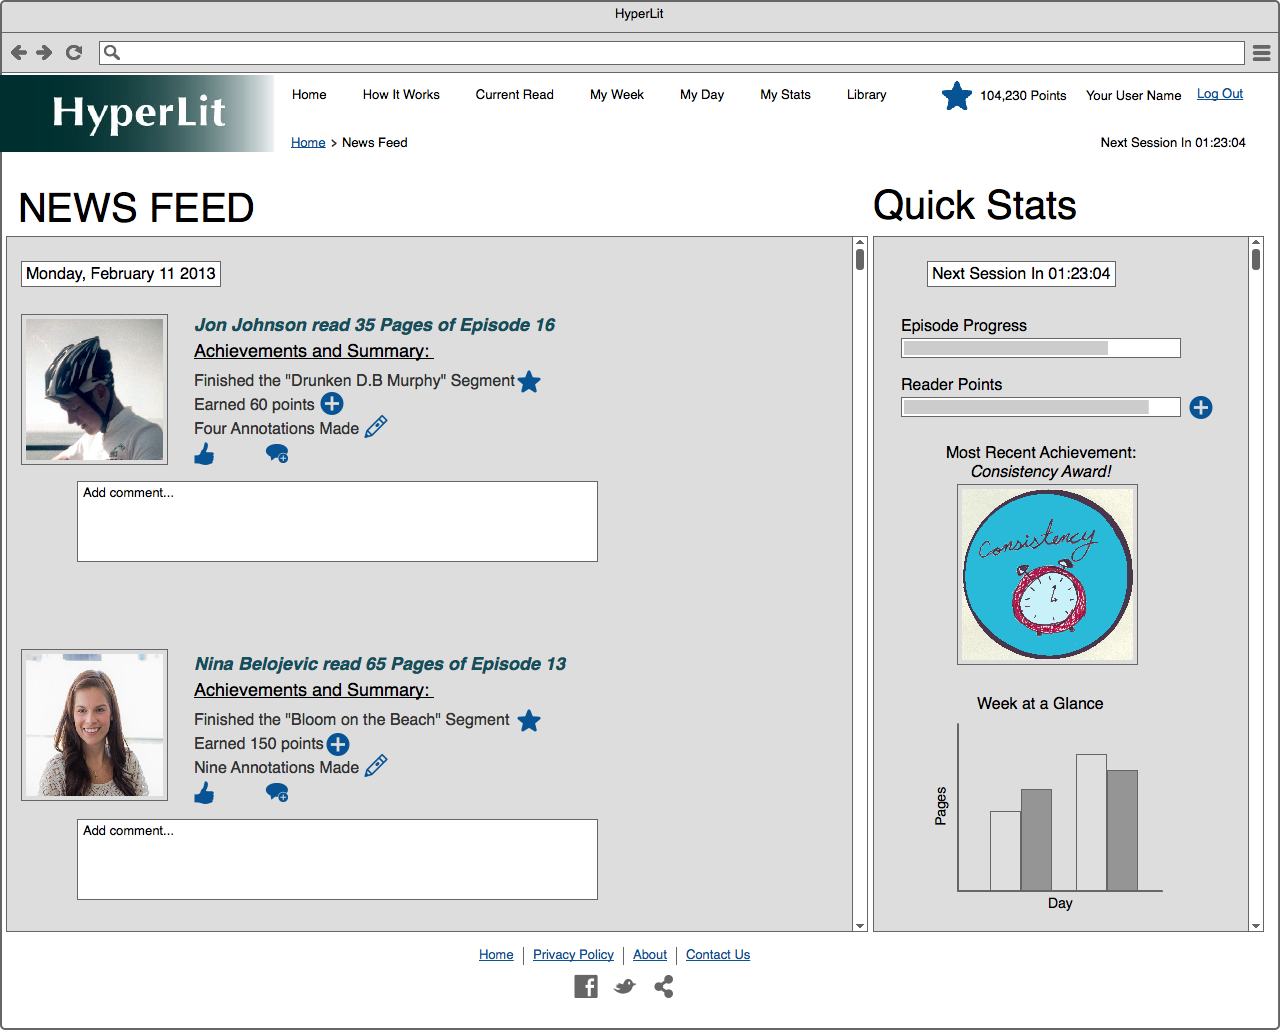 HyperLit
HyperLit
Home How It Works Current Read My Week My Day My Stats Library 104,230 Points Your User Name Log Out
Home > News Feed
Next Session In 01:23:04
NEWS FEED
Monday, February 11 2013
Jon Johnson read 35 Pages of Episode 16
Achievements and Summary:
Finished the "Drunken D.B Murphy" Segment
Earned 60 points
Four Annotations Made
Add comment...
Nina Belojevic read 65 Pages of Episode 13
Achievements and Summary:
Finished the "Bloom on the Beach" Segment
Earned 150 points
Nine Annotations Made
Add comment...
Quick Stats
Next Session In 01:23:04
Episode Progress
Reader Points
Most Recent Achievement:
Consistency Award!
Consistency
Week at a Glance
Pages
Day
Home Privacy Policy About Contact Us